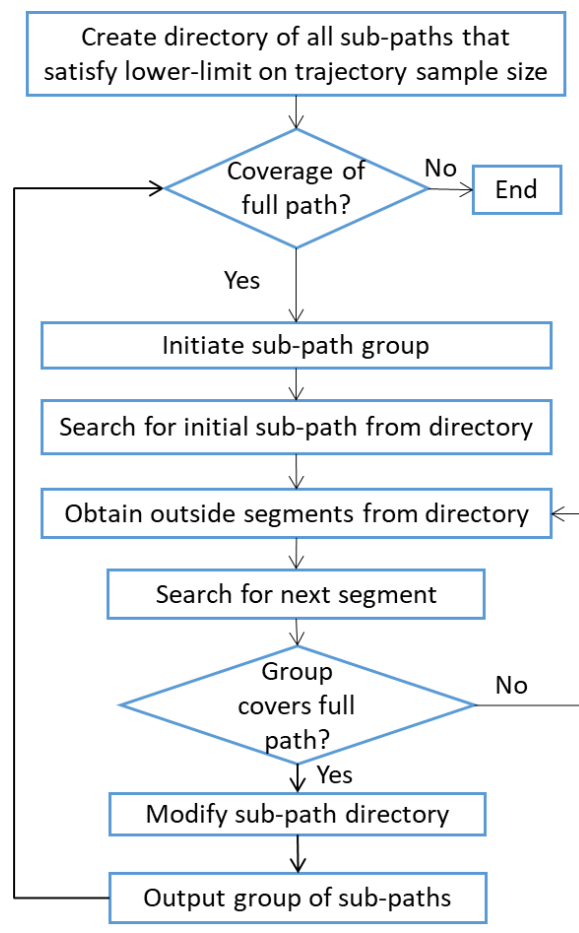 Create directory of all sub-paths that
satisfy lower-limit on trajectory sample size
Coverage of
full path?
No
End
Yes
Initiate sub-path group
Search for initial sub-path from directory
Obtain outside segments from directory
Search for next segment
Group
covers full
path?
No
Yes
Modify sub-path directory
Output group of sub-paths